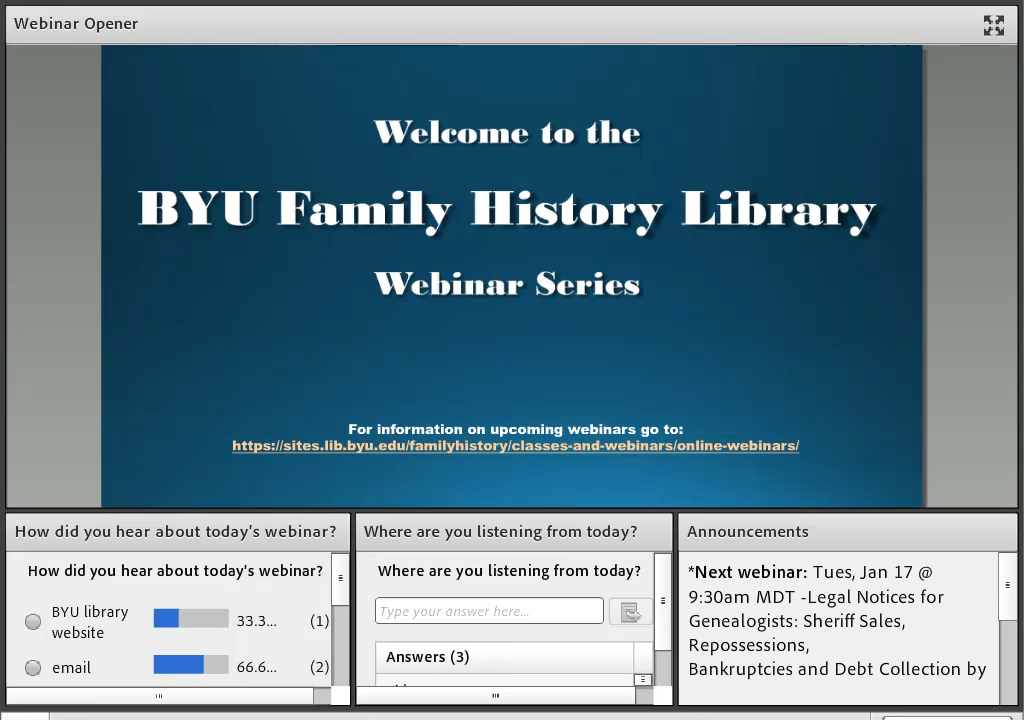 Webinar Opener
Welcome to the
BYU Family History Library
Webinar Series
For information on upcoming webinars go to:
https://sites.lib.byu.edu/familyhistory/classes-and-webinars/online-webinars/
How did you hear about today's webinar?
How did you hear about today's webinar?
BYU library
website
33.3...
(1)
email
66.6...
(2)
Where are you listening from today?
Where are you listening from today?
Type your answer here...
Answers (3)
Announcements
*Next webinar: Tues, Jan 17 @
9:30am MDT -Legal Notices for
Genealogists: Sheriff Sales,
Repossessions,
Bankruptcies and Debt Collection by